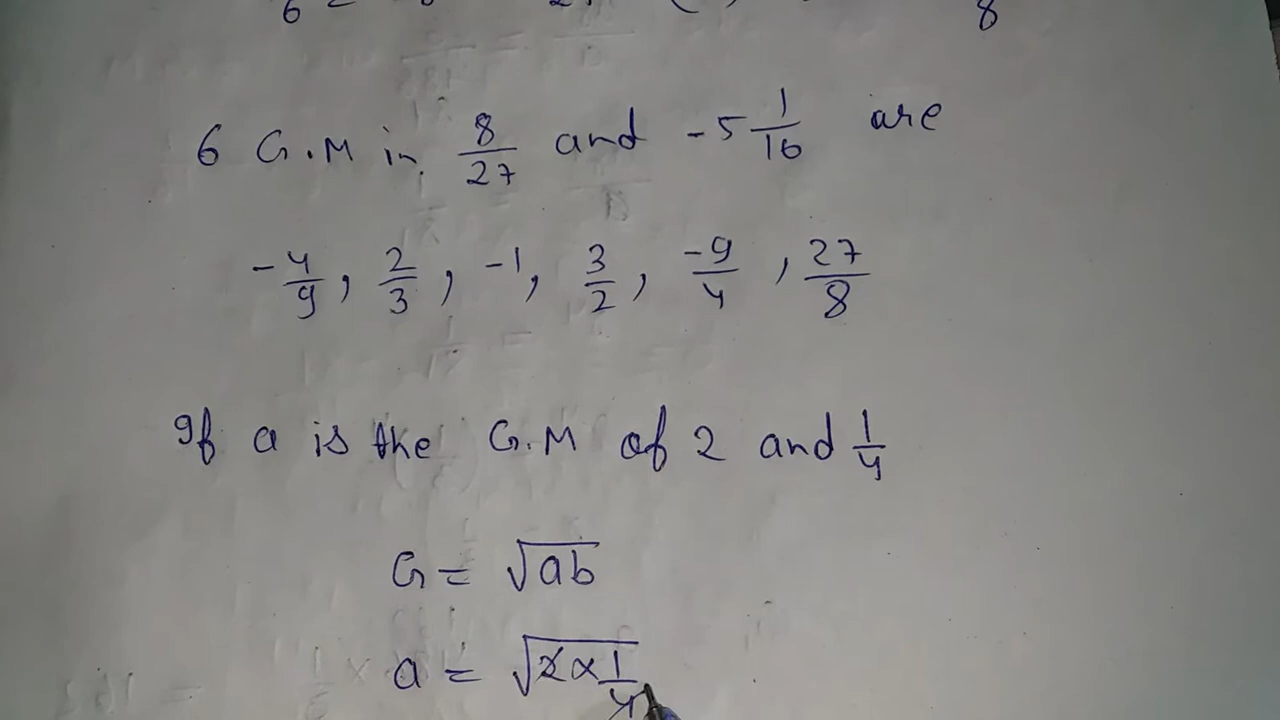 6 G.M in 8/27 and -5 1/16 are
-4/9, 2/3, -1, 3/2, -9/4, 27/8
If a is the G.M of 2 and 1/4
G = √ab
a = √2×1/4